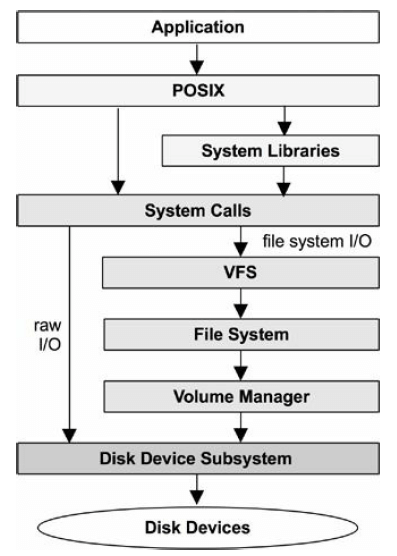 Application
POSIX
System Libraries
System Calls
file system I/O
VFS
raw
I/O
File System
Volume Manager
Disk Device Subsystem
Disk Devices